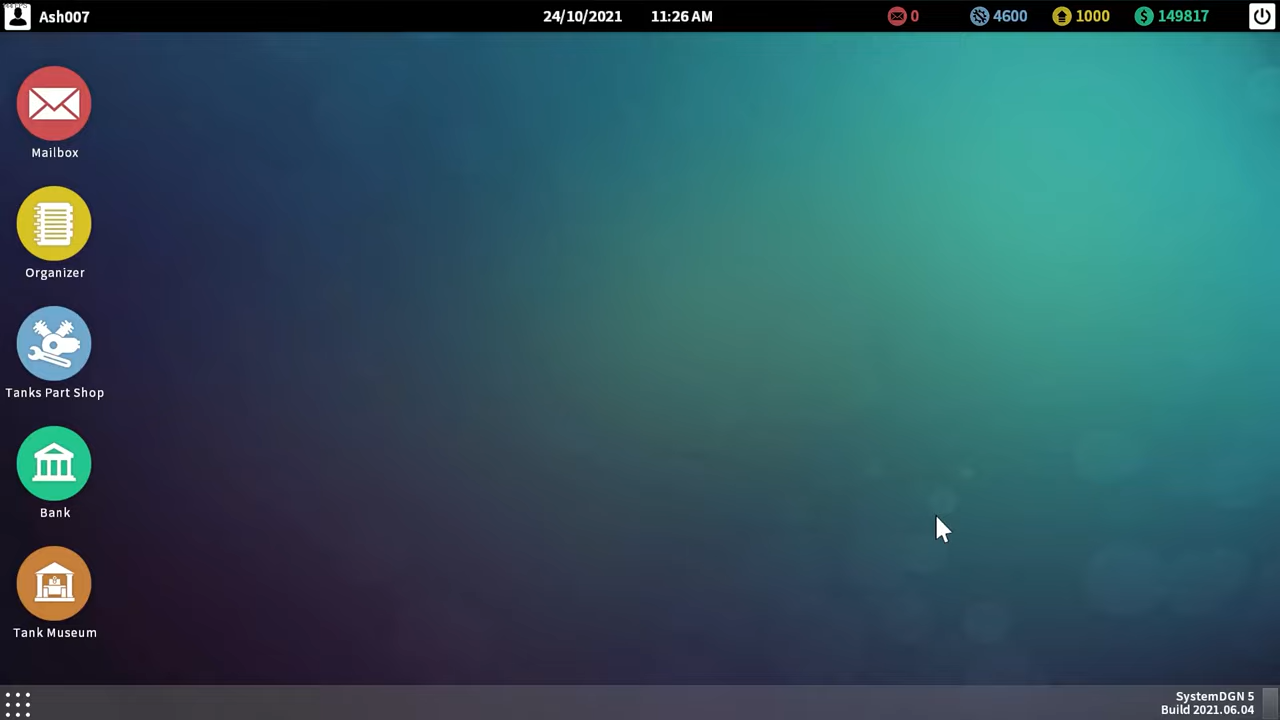 Ash007
24/10/2021 11:26 AM
0 4600 1000 149817
Mailbox
Organizer
Tanks Part Shop
Bank
Tank Museum
SystemDGN 5
Build 2021.06.04